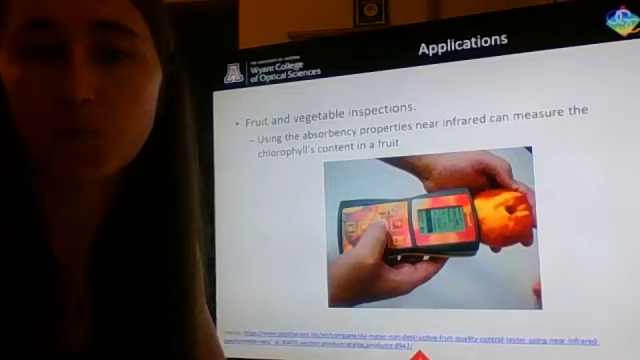 Applications
THE UNIVERSITY OF ARIZONA
Wyant College
of Optical Sciences
• Fruit and vegetable inspections.
– Using the absorbency properties near infrared can measure the
chlorophyll's content in a fruit